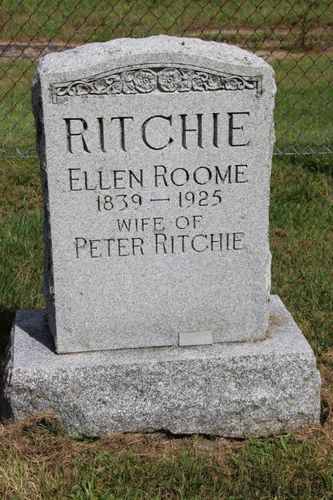 RITCHIE
ELLEN ROOME
1839 — 1925
WIFE OF
PETER RITCHIE